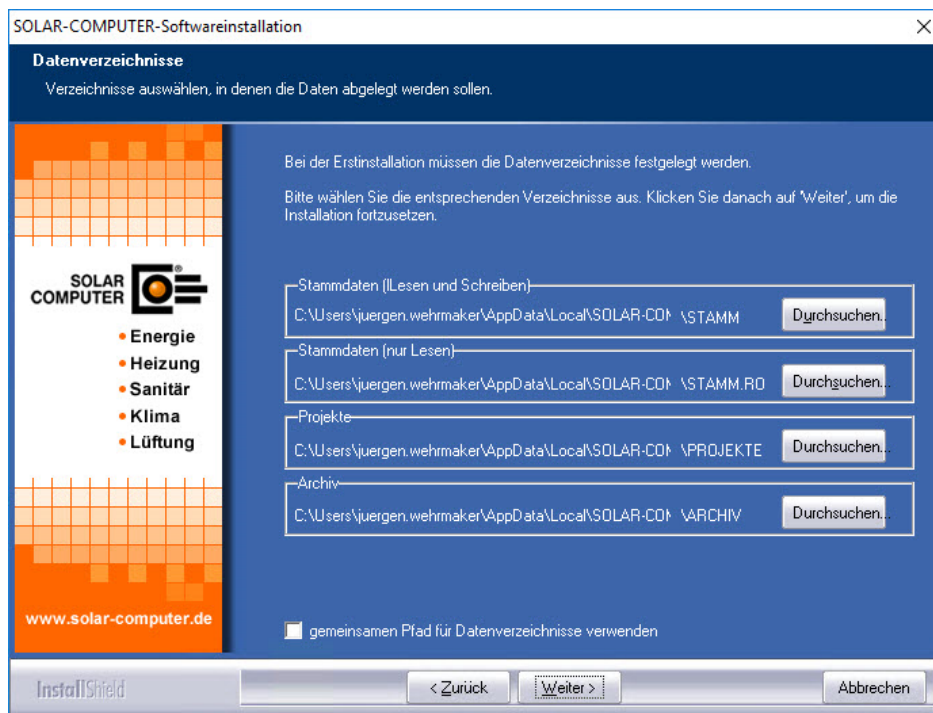 SOLAR-COMPUTER-Softwareinstallation
Datenverzeichnisse
Verzeichnisse auswählen, in denen die Daten abgelegt werden sollen.
Bei der Erstinstallation müssen die Datenverzeichnisse festgelegt werden.
Bitte wählen Sie die entsprechenden Verzeichnisse aus. Klicken Sie danach auf 'Weiter', um die
Installation fortzusetzen.
SOLAR
COMPUTER
®
• Energie
• Heizung
• Sanitär
• Klima
• Lüftung
www.solar-computer.de
Stammdaten (lLesen und Schreiben)
C:\Users\juergen.wehrmaker\AppData\Local\SOLAR-COM \STAMM Durchsuchen...
Stammdaten (nur Lesen)
C:\Users\juergen.wehrmaker\AppData\Local\SOLAR-COM \STAMM.RO Durchsuchen...
Projekte
C:\Users\juergen.wehrmaker\AppData\Local\SOLAR-COM \PROJEKTE Durchsuchen...
Archiv
C:\Users\juergen.wehrmaker\AppData\Local\SOLAR-COM \ARCHIV Durchsuchen...
gemeinsamen Pfad für Datenverzeichnisse verwenden
InstallShield
< Zurück Weiter > Abbrechen